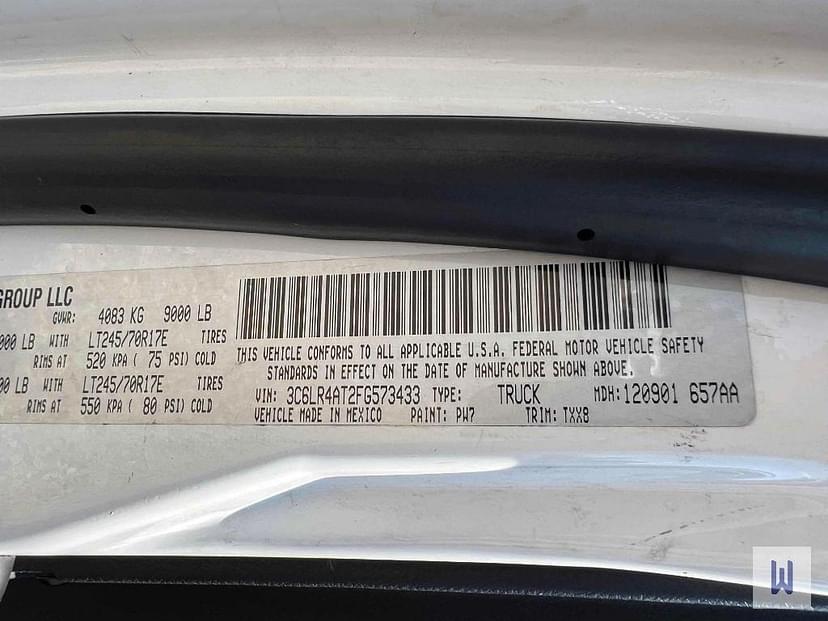 GROUP LLC
GVWR: 4083 KG 9000 LB
000 LB WITH LT245/70R17E TIRES
RIMS AT 520 KPA ( 75 PSI) COLD
00 LB WITH LT245/70R17E TIRES
RIMS AT 550 KPA ( 80 PSI) COLD
THIS VEHICLE CONFORMS TO ALL APPLICABLE U.S.A. FEDERAL MOTOR VEHICLE SAFETY
STANDARDS IN EFFECT ON THE DATE OF MANUFACTURE SHOWN ABOVE.
VIN: 3C6LR4AT2FG573433 TYPE: TRUCK MDH: 120901 657AA
VEHICLE MADE IN MEXICO PAINT: PW7 TRIM: TXX8
W